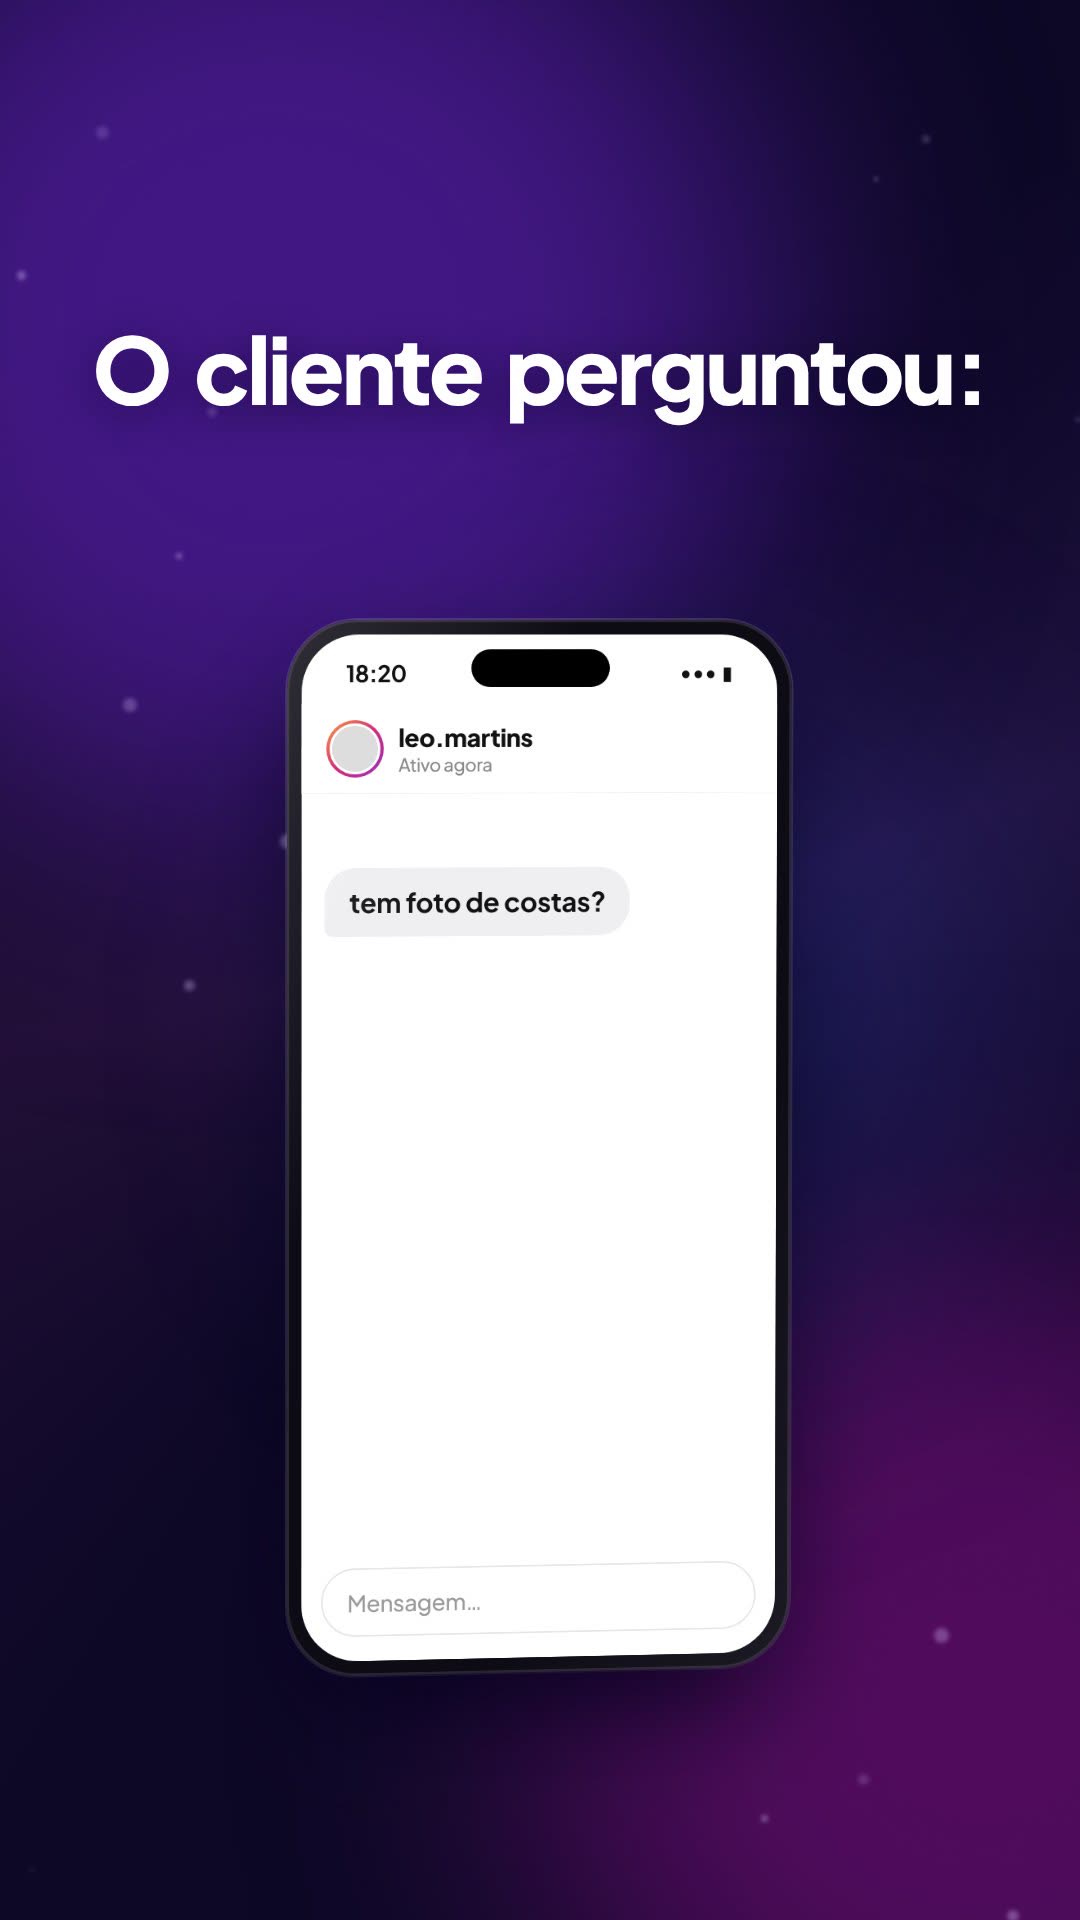 O cliente perguntou:
18:20
leo.martins
Ativo agora
tem foto de costas?
Mensagem...